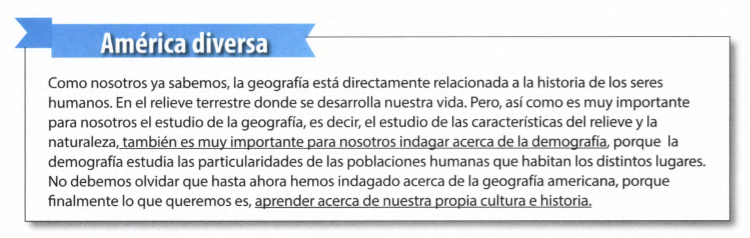 América diversa
Como nosotros ya sabemos, la geografía está directamente relacionada a la historia de los seres
humanos. En el relieve terrestre donde se desarrolla nuestra vida. Pero, así como es muy importante
para nosotros el estudio de la geografía, es decir, el estudio de las características del relieve y la
naturaleza, también es muy importante para nosotros indagar acerca de la demografía, porque la
demografía estudia las particularidades de las poblaciones humanas que habitan los distintos lugares.
No debemos olvidar que hasta ahora hemos indagado acerca de la geografía americana, porque
finalmente lo que queremos es, aprender acerca de nuestra propia cultura e historia.